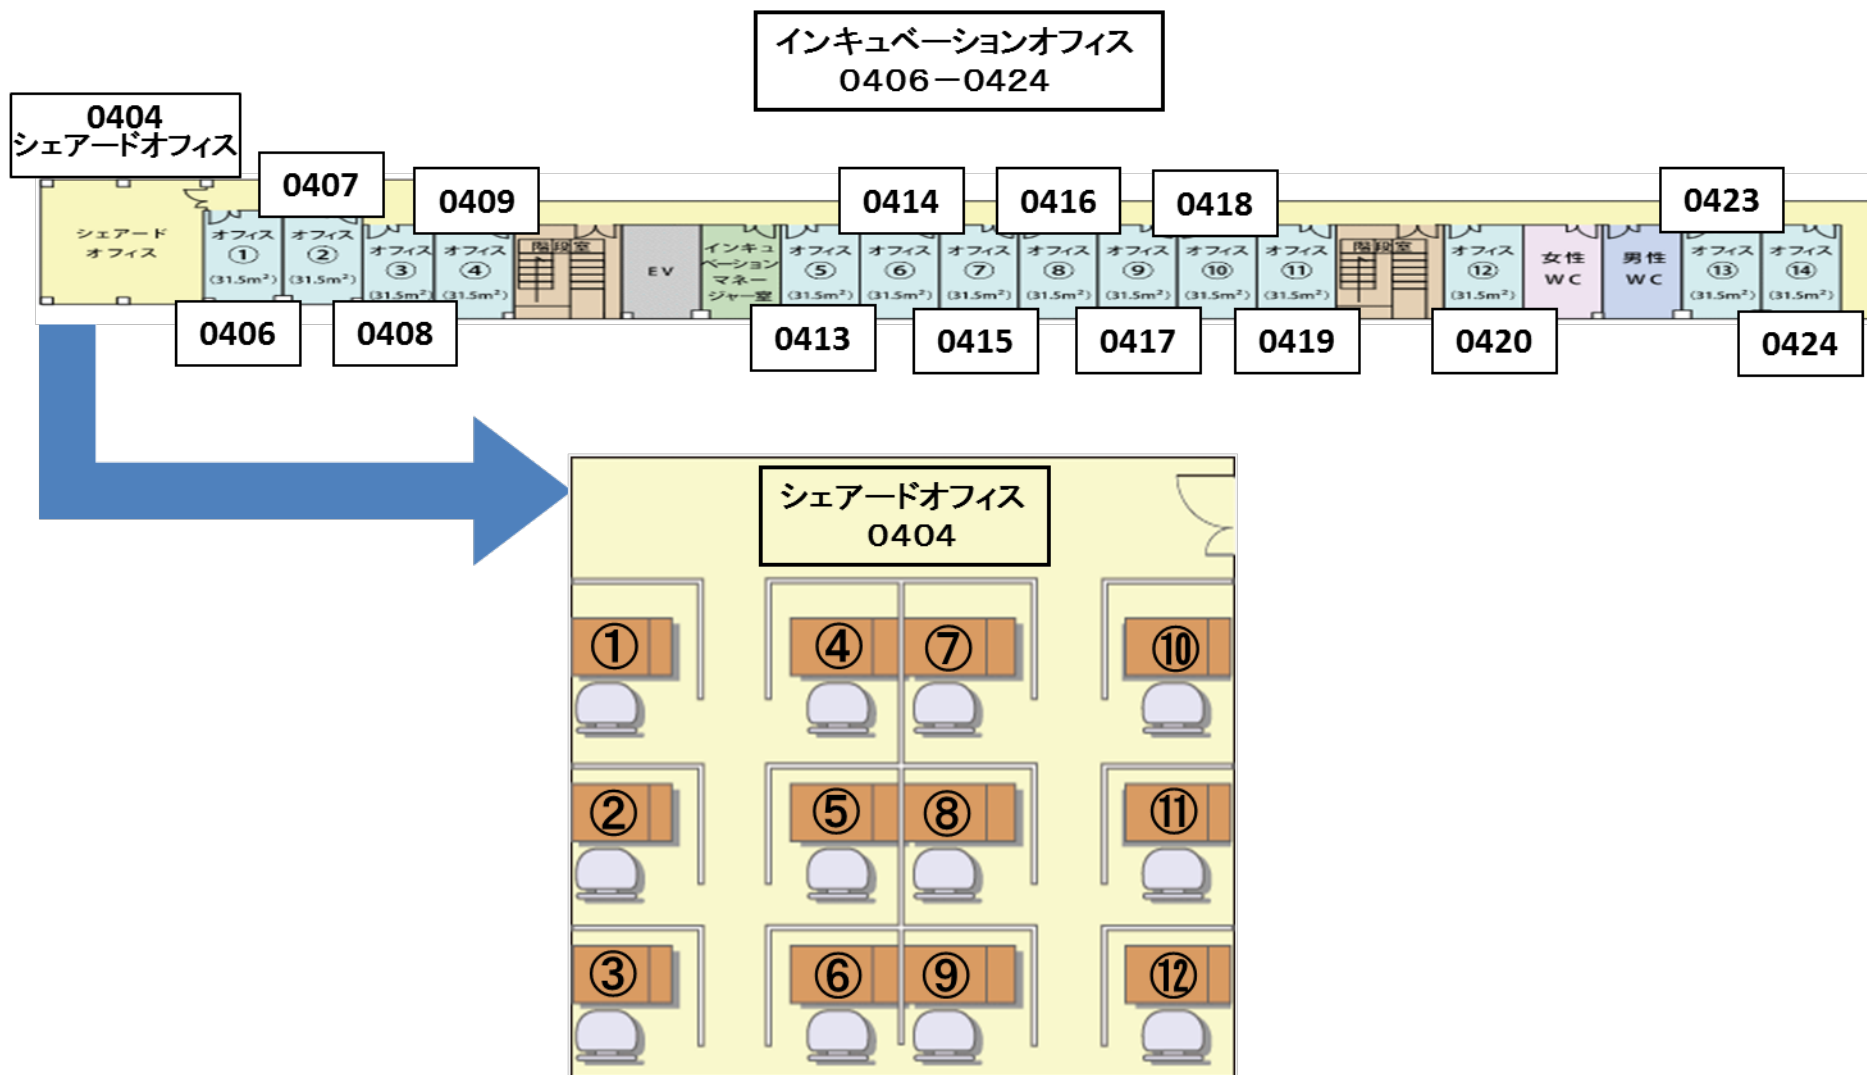 インキュベーションオフィス
0406-0424
0404
シェアードオフィス
0407
0409
0414
0416
0418
0423
シェアード
オフィス
オフィス
①
(31.5m²)
オフィス
②
(31.5m²)
オフィス
③
(31.5m²)
オフィス
④
(31.5m²)
階段室
EV
インキュ
ベーション
マネー
ジャー室
オフィス
⑤
(31.5m²)
オフィス
⑥
(31.5m²)
オフィス
⑦
(31.5m²)
オフィス
⑧
(31.5m²)
オフィス
⑨
(31.5m²)
オフィス
⑩
(31.5m²)
オフィス
⑪
(31.5m²)
階段室
オフィス
⑫
(31.5m²)
女性
WC
男性
WC
オフィス
⑬
(31.5m²)
オフィス
⑭
(31.5m²)
0406
0408
0413
0415
0417
0419
0420
0424
シェアードオフィス
0404
①
④
⑦
⑩
②
⑤
⑧
⑪
③
⑥
⑨
⑫